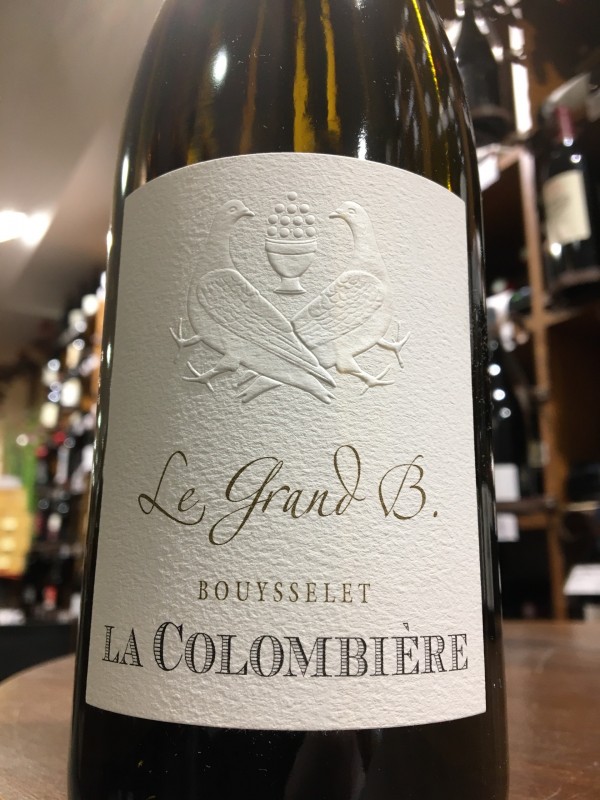 Le Grand B.
BOUYSSELET
LA COLOMBIÈRE